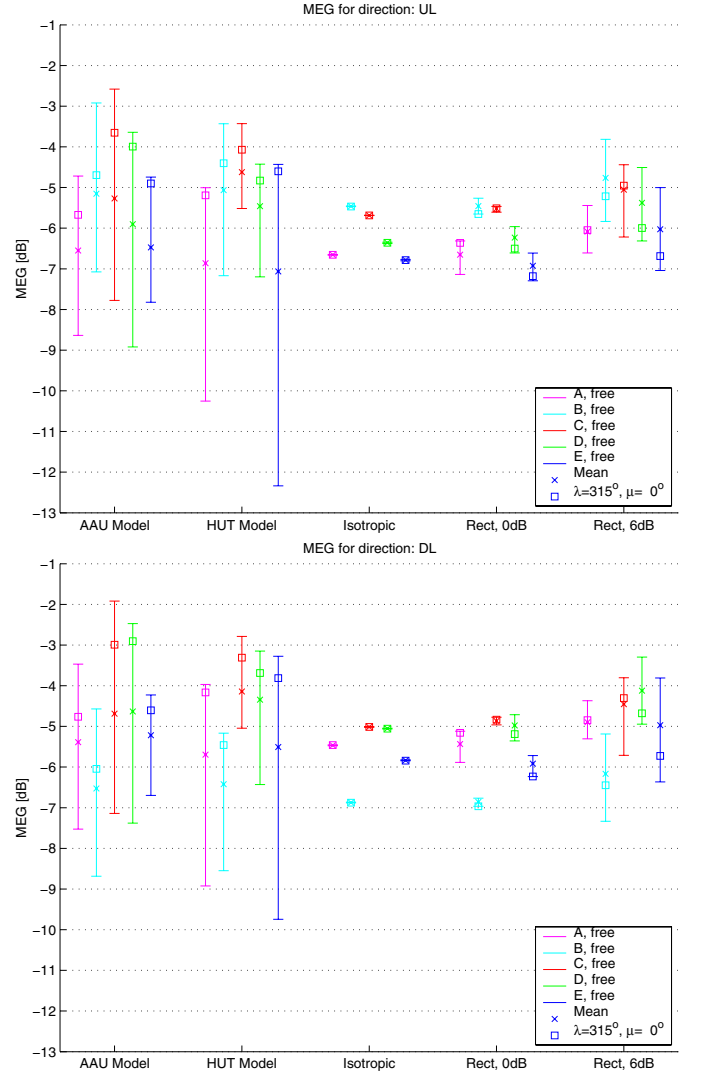 MEG for direction: UL
−1
−2
−3
−4
−5
−6
−7
−8
−9
−10
−11
−12
−13
MEG [dB]
A, free
B, free
C, free
D, free
E, free
Mean
λ=315°, μ= 0°
AAU Model HUT Model Isotropic Rect, 0dB Rect, 6dB
MEG for direction: DL
−1
−2
−3
−4
−5
−6
−7
−8
−9
−10
−11
−12
−13
MEG [dB]
A, free
B, free
C, free
D, free
E, free
Mean
λ=315°, μ= 0°
AAU Model HUT Model Isotropic Rect, 0dB Rect, 6dB